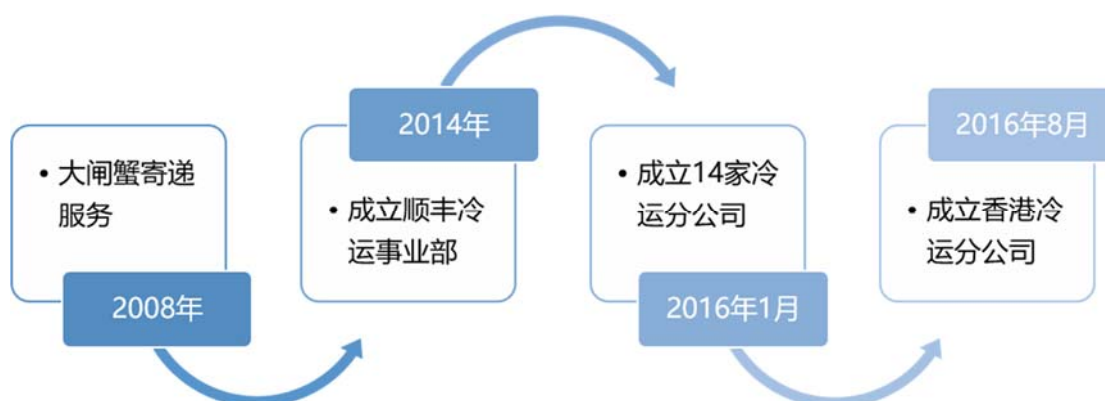 • 大闸蟹寄递
服务
2008年
2014年
• 成立顺丰冷
运事业部
• 成立14家冷
运分公司
2016年1月
2016年8月
• 成立香港冷
运分公司